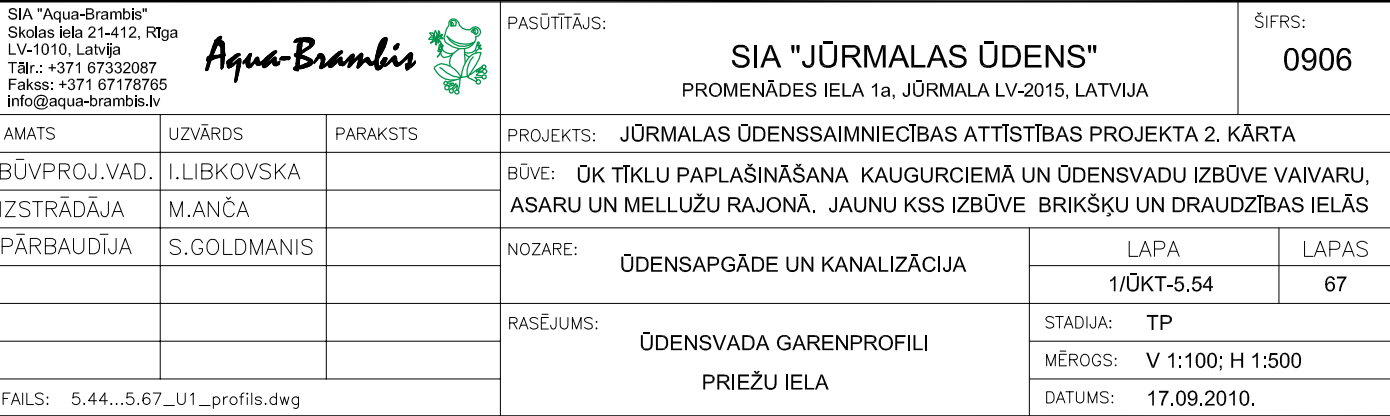 SIA "Aqua-Brambis"
Skolas iela 21-412, Rīga
LV-1010, Latvija
Tālr.: +371 67332087
Fakss: +371 67178765
info@aqua-brambis.lv
Aqua-Brambis
PASŪTĪTĀJS:
SIA "JŪRMALAS ŪDENS"
PROMENĀDES IELA 1a, JŪRMALA LV-2015, LATVIJA
ŠIFRS:
0906
AMATS UZVĀRDS PARAKSTS
BŪVPROJ.VAD. I.LIBKOVSKA
IZSTRĀDĀJA M.ANČA
PĀRBAUDĪJA S.GOLDMANIS
PROJEKTS: JŪRMALAS ŪDENSSAIMNIECĪBAS ATTĪSTĪBAS PROJEKTA 2. KĀRTA
BŪVE: ŪK TĪKLU PAPLAŠINĀŠANA KAUGURCIEMĀ UN ŪDENSVADU IZBŪVE VAIVARU,
ASARU UN MELLUŽU RAJONĀ. JAUNU KSS IZBŪVE BRIKŠĶU UN DRAUDZĪBAS IELĀS
NOZARE: ŪDENSAPGĀDE UN KANALIZĀCIJA
LAPA LAPAS
1/ŪKT-5.54 67
RASĒJUMS:
ŪDENSVADA GARENPROFILI
PRIEŽU IELA
STADIJA: TP
MĒROGS: V 1:100; H 1:500
DATUMS: 17.09.2010.
FAILS: 5.44...5.67_U1_profils.dwg